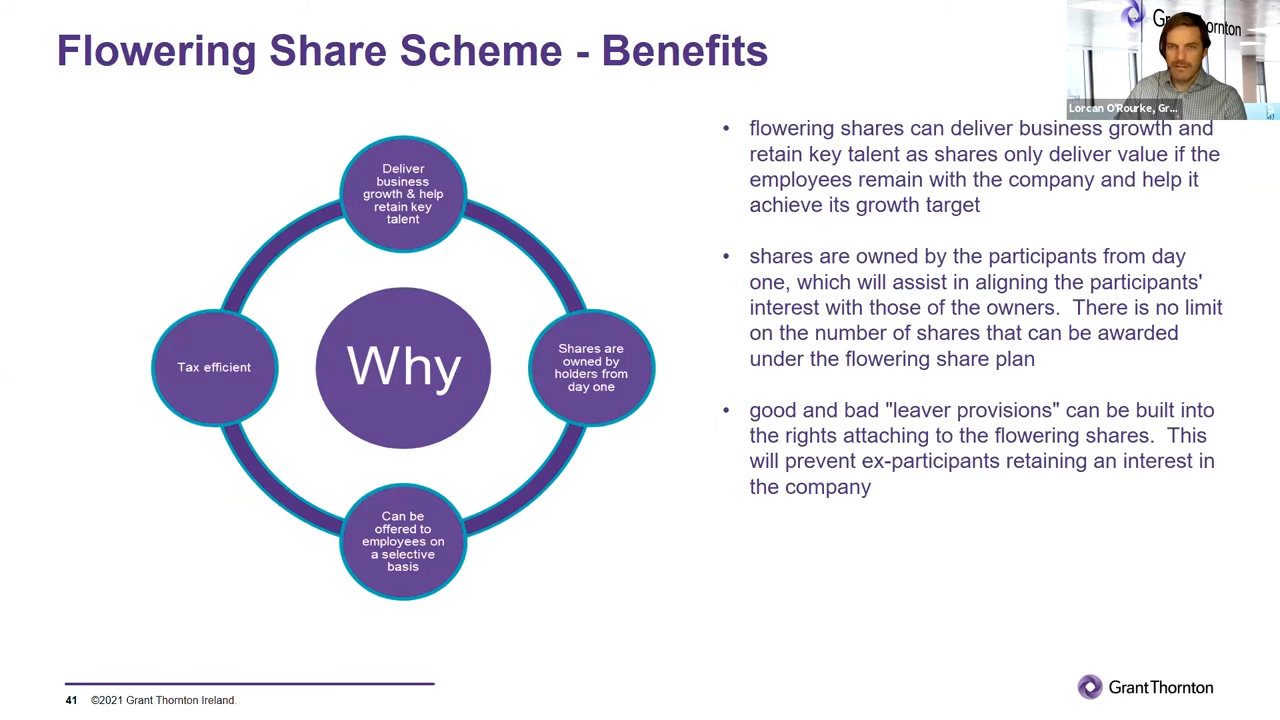 Flowering Share Scheme - Benefits
Grant Thornton
Lorcan O'Rourke, Gr...
Deliver
business
growth & help
retain key
talent
Tax efficient
Why
Shares are
owned by
holders from
day one
Can be
offered to
employees on
a selective
basis
• flowering shares can deliver business growth and
retain key talent as shares only deliver value if the
employees remain with the company and help it
achieve its growth target
• shares are owned by the participants from day
one, which will assist in aligning the participants'
interest with those of the owners.  There is no limit
on the number of shares that can be awarded
under the flowering share plan
• good and bad "leaver provisions" can be built into
the rights attaching to the flowering shares.  This
will prevent ex-participants retaining an interest in
the company
41 ©2021 Grant Thornton Ireland.
Grant Thornton